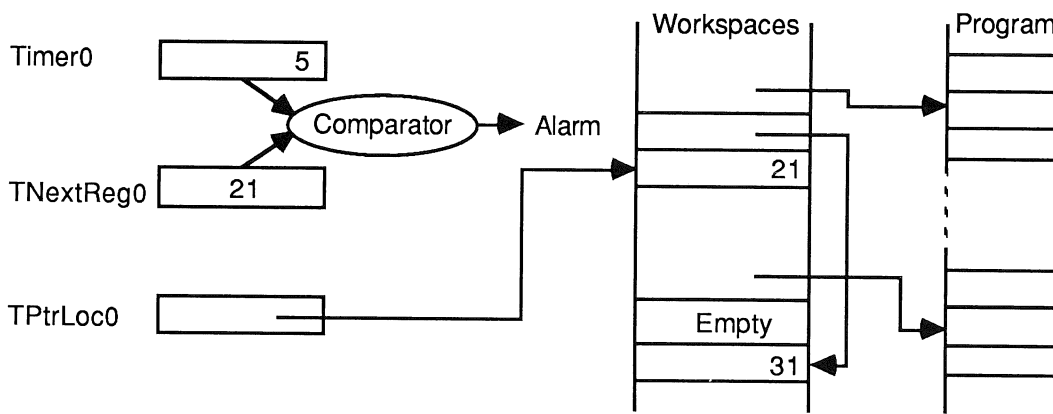 Workspaces
Program
Timer0
5
Comparator
Alarm
TNextReg0
21
21
TPtrLoc0
Empty
31